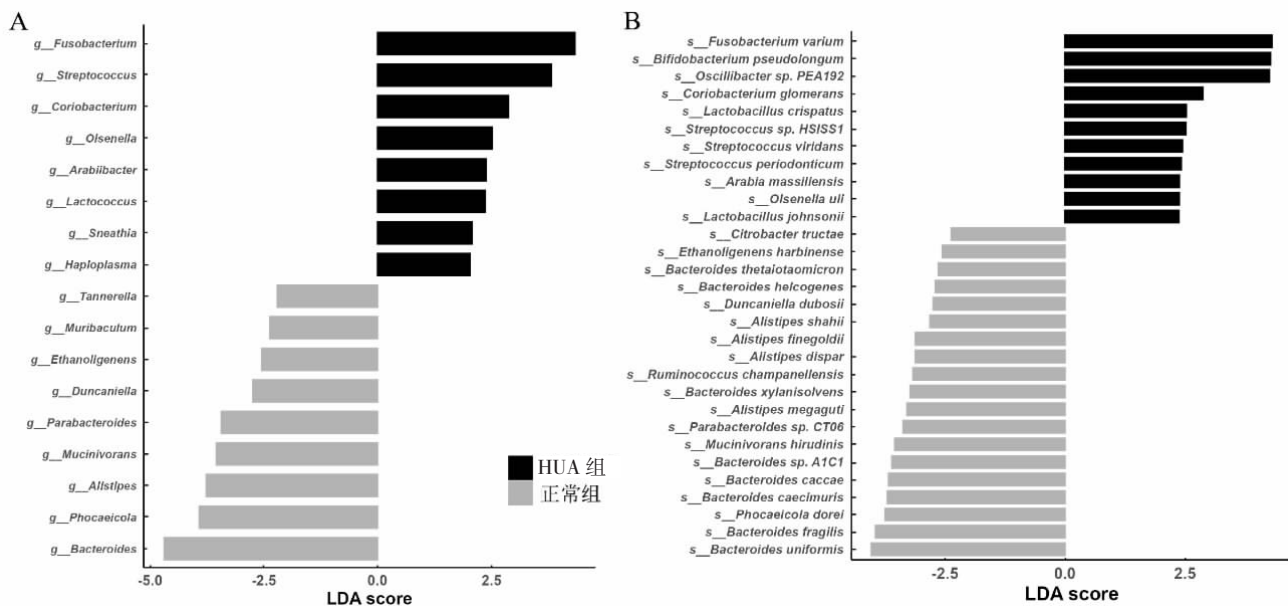 A
g__Fusobacterium
g__Streptococcus
g__Coriobacterium
g__Olsenella
g__Arabiibacter
g__Lactococcus
g__Sneathia
g__Haploplasma
g__Tannerella
g__Muribaculum
g__Ethanoligenens
g__Duncaniella
g__Parabacteroides
g__Mucinivorans
g__Alistipes
g__Phocaeicola
g__Bacteroides
-5.0
-2.5
0.0
2.5
LDA score
HUA 组
正常组
B
s__Fusobacterium varium
s__Bifidobacterium pseudolongum
s__Oscillibacter sp. PEA192
s__Coriobacterium glomerans
s__Lactobacillus crispatus
s__Streptococcus sp. HSISS1
s__Streptococcus viridans
s__Streptococcus periodonticum
s__Arabia massiliensis
s__Olsenella uli
s__Lactobacillus johnsonii
s__Citrobacter tructae
s__Ethanoligenens harbinense
s__Bacteroides thetaiotaomicron
s__Bacteroides helcogenes
s__Duncaniella dubosii
s__Alistipes shahii
s__Alistipes finegoldii
s__Alistipes dispar
s__Ruminococcus champanellensis
s__Bacteroides xylanisolvens
s__Alistipes megaguti
s__Parabacteroides sp. CT06
s__Mucinivorans hirudinis
s__Bacteroides sp. A1C1
s__Bacteroides caccae
s__Bacteroides caecimuris
s__Phocaeicola dorei
s__Bacteroides fragilis
s__Bacteroides uniformis
-2.5
0.0
2.5
LDA score